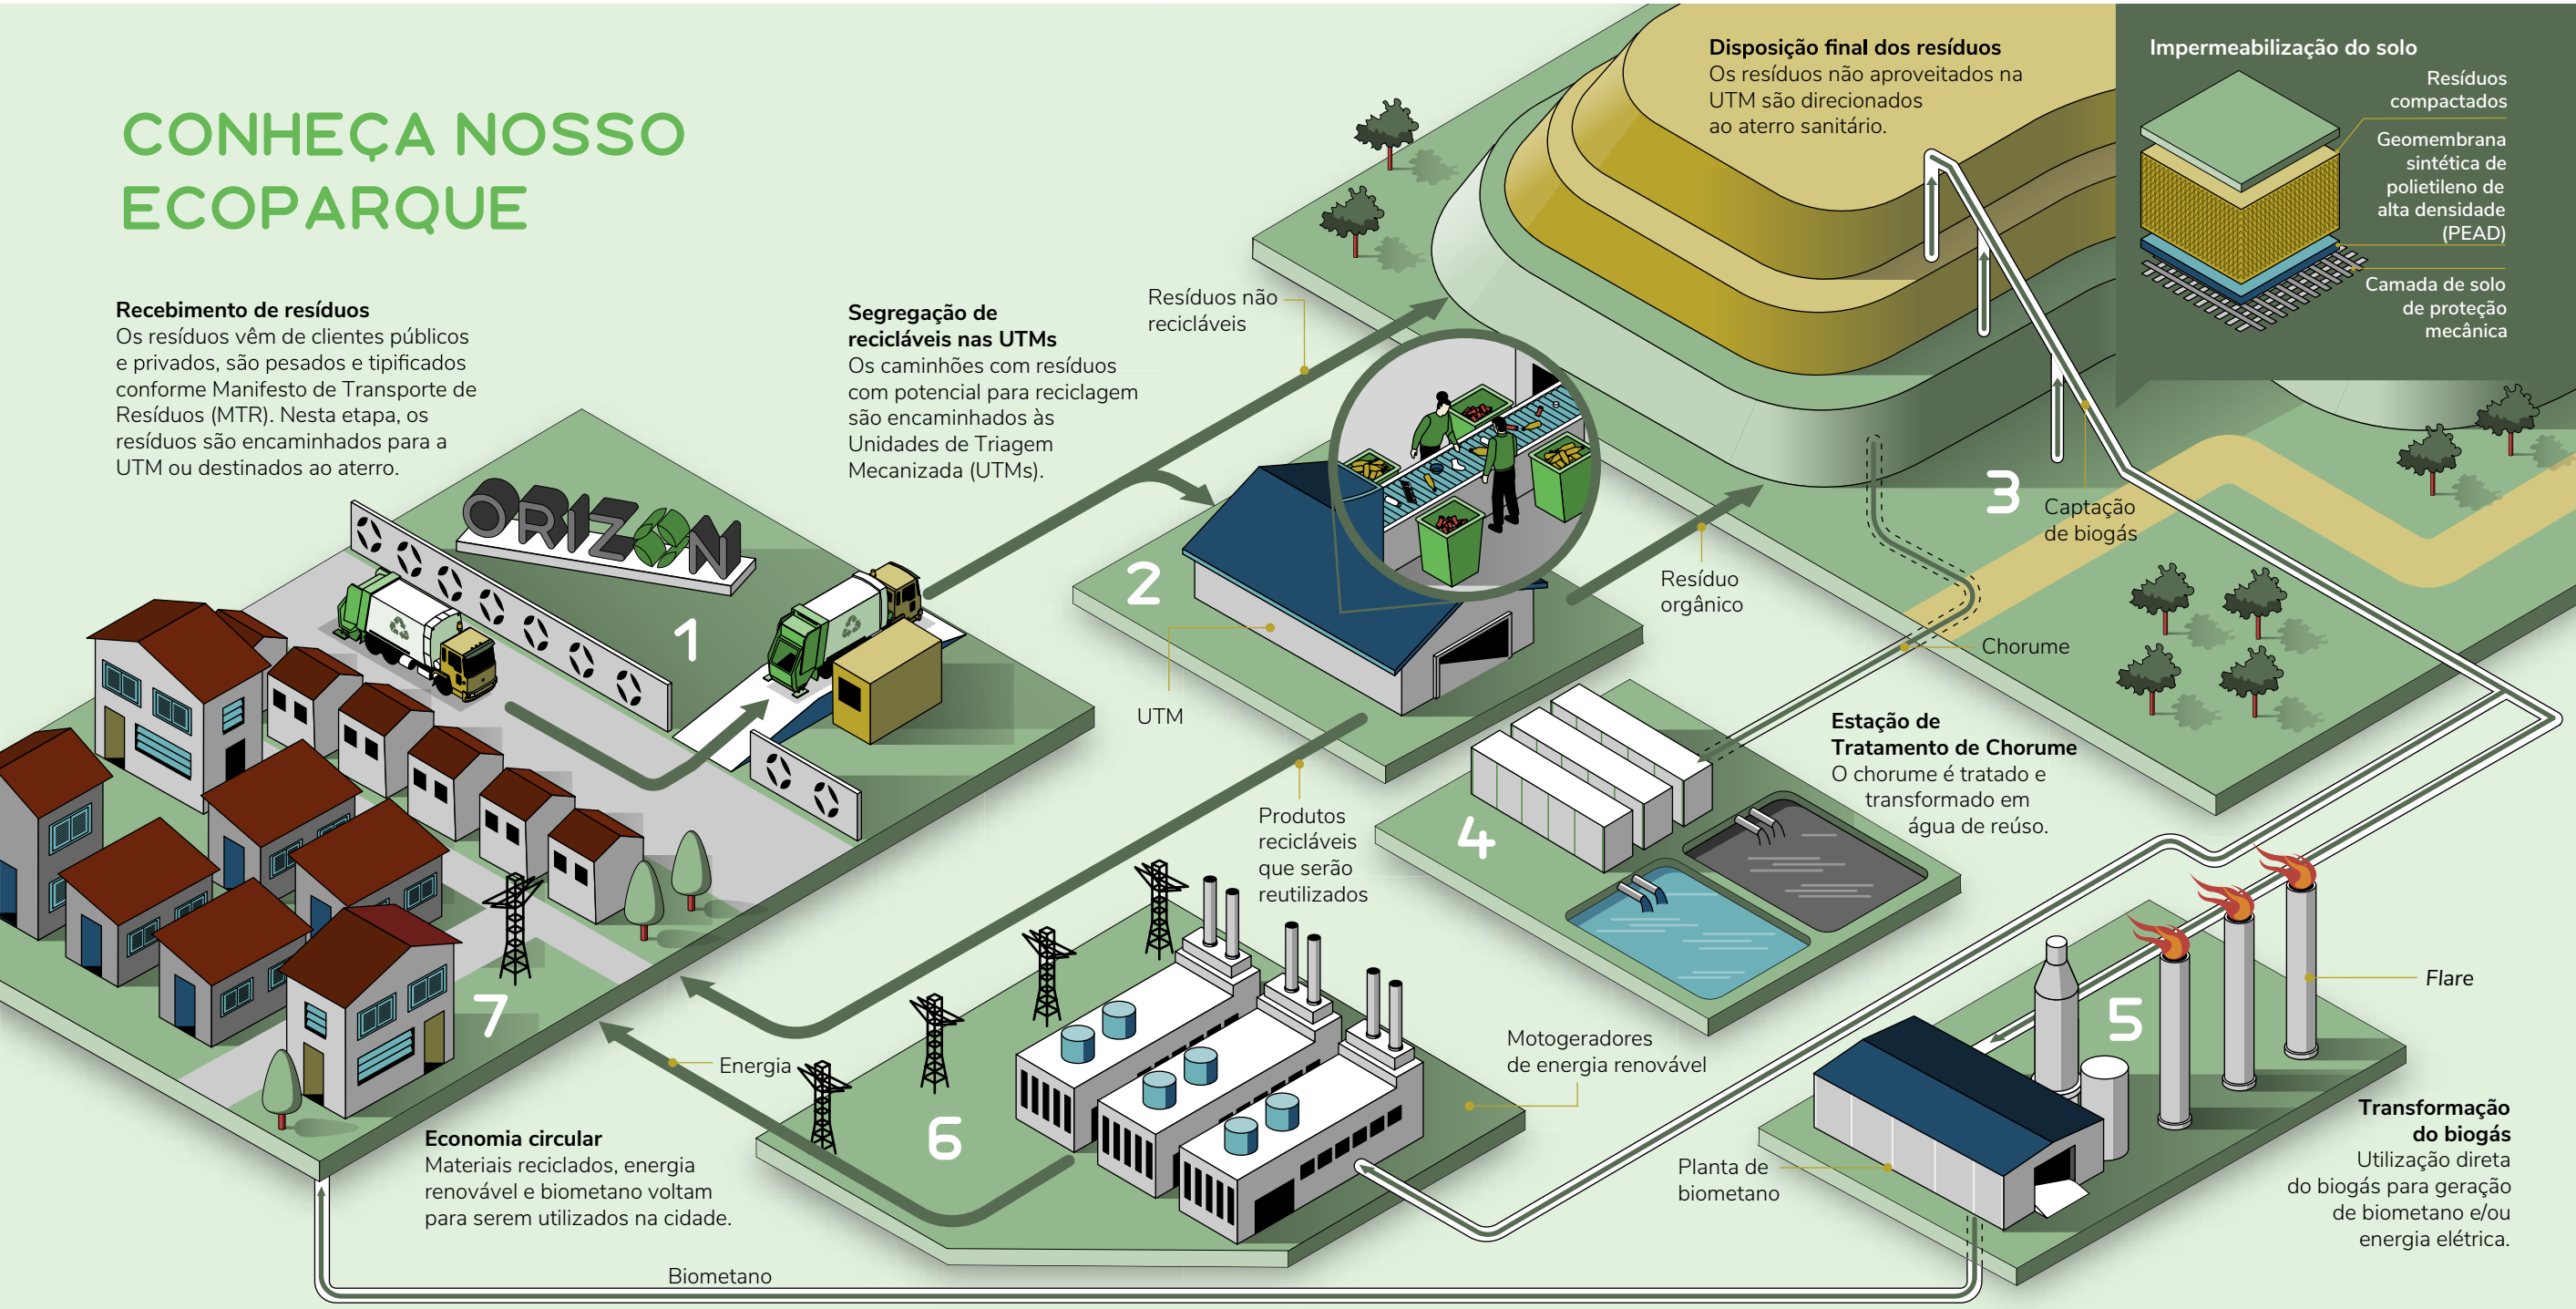 CONHEÇA NOSSO
ECOPARQUE
Recebimento de resíduos
Os resíduos vêm de clientes públicos
e privados, são pesados e tipificados
conforme Manifesto de Transporte de
Resíduos (MTR). Nesta etapa, os
resíduos são encaminhados para a
UTM ou destinados ao aterro.
ORIZON
1
Segregação de
recicláveis nas UTMs
Os caminhões com resíduos
com potencial para reciclagem
são encaminhados às
Unidades de Triagem
Mecanizada (UTMs).
Resíduos não
recicláveis
2
UTM
Resíduo
orgânico
Produtos
recicláveis
que serão
reutilizados
Disposição final dos resíduos
Os resíduos não aproveitados na
UTM são direcionados
ao aterro sanitário.
Impermeabilização do solo
Resíduos
compactados
Geomembrana
sintética de
polietileno de
alta densidade
(PEAD)
Camada de solo
de proteção
mecânica
3
Captação
de biogás
Chorume
Estação de
Tratamento de Chorume
O chorume é tratado e
transformado em
água de reúso.
4
Flare
5
Transformação
do biogás
Utilização direta
do biogás para geração
de biometano e/ou
energia elétrica.
Planta de
biometano
Motogeradores
de energia renovável
6
Energia
7
Economia circular
Materiais reciclados, energia
renovável e biometano voltam
para serem utilizados na cidade.
Biometano